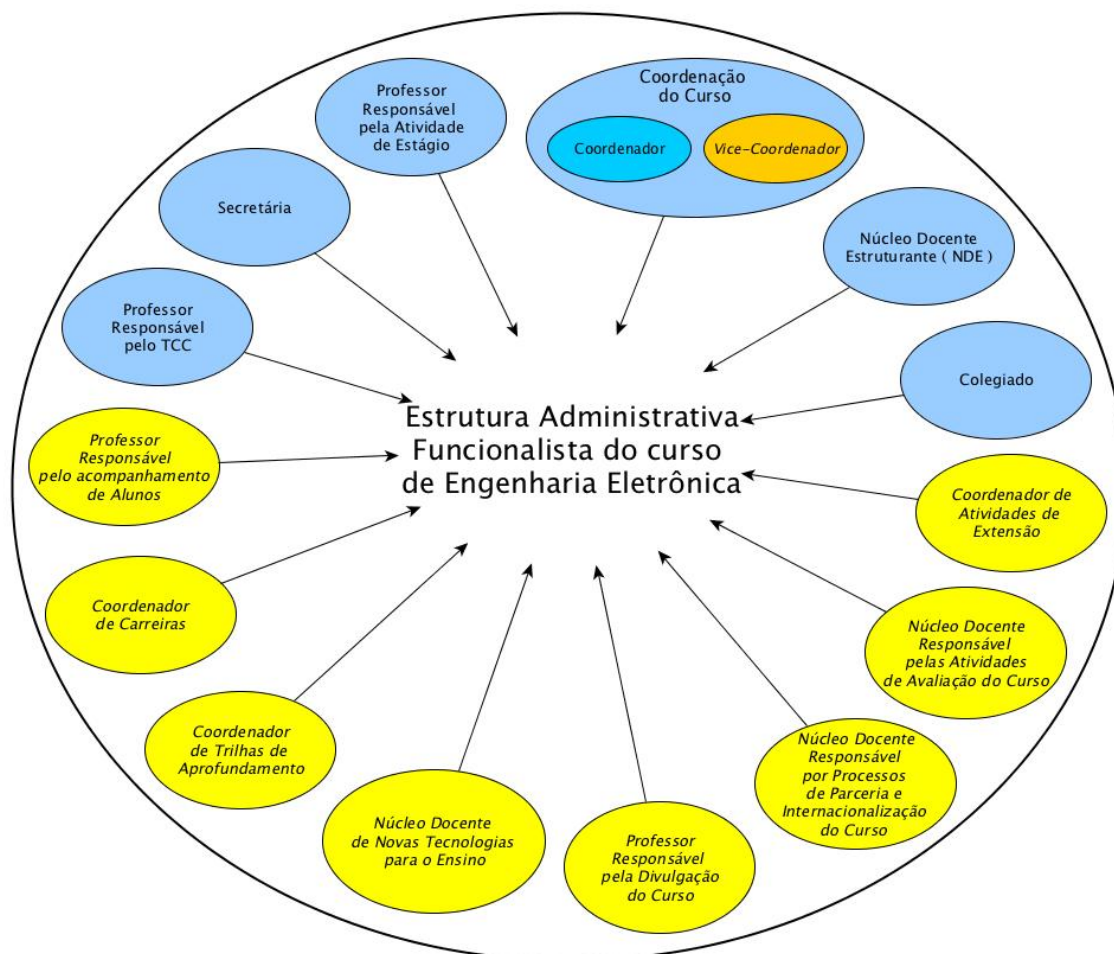 Coordenação
do Curso
Coordenador
Vice-Coordenador
Professor
Responsável
pela Atividade
de Estágio
Secretária
Núcleo Docente
Estruturante ( NDE )
Professor
Responsável
pelo TCC
Colegiado
Estrutura Administrativa
Funcionalista do curso
de Engenharia Eletrônica
Professor
Responsável
pelo acompanhamento
de Alunos
Coordenador de
Atividades de
Extensão
Coordenador
de Carreiras
Núcleo Docente
Responsável
pelas Atividades
de Avaliação do Curso
Coordenador
de Trilhas de
Aprofundamento
Núcleo Docente
Responsável
por Processos
de Parceria e
Internacionalização
do Curso
Núcleo Docente
de Novas Tecnologias
para o Ensino
Professor
Responsável
pela Divulgação
do Curso